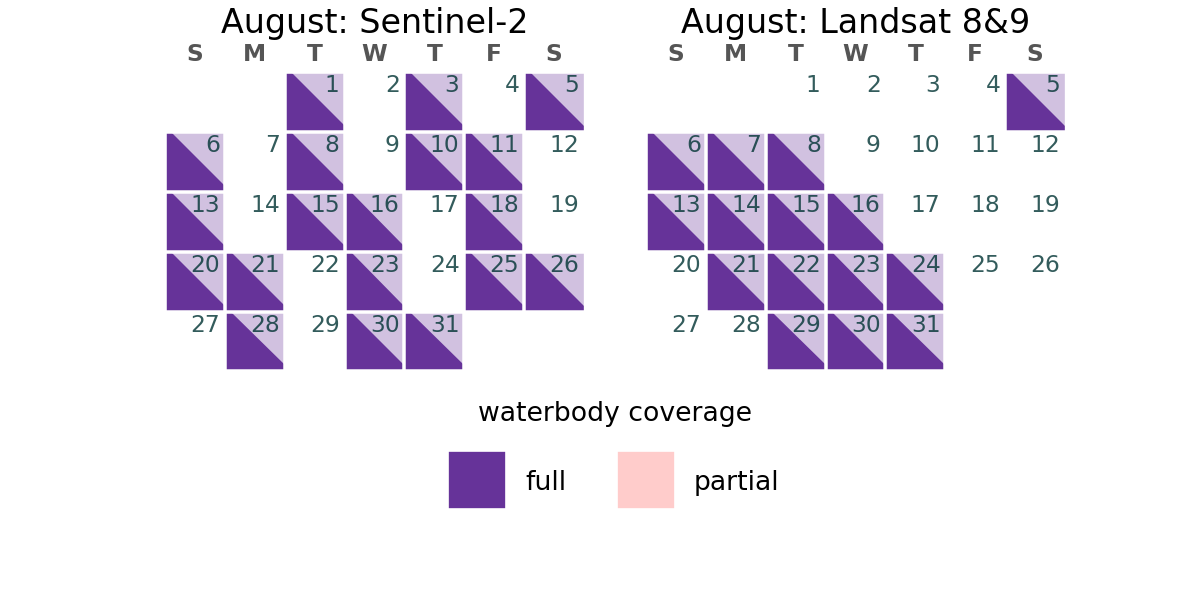 August: Sentinel-2
S M T W T F S
1 2 3 4 5
6 7 8 9 10 11 12
13 14 15 16 17 18 19
20 21 22 23 24 25 26
27 28 29 30 31
August: Landsat 8&9
S M T W T F S
1 2 3 4 5
6 7 8 9 10 11 12
13 14 15 16 17 18 19
20 21 22 23 24 25 26
27 28 29 30 31
waterbody coverage
full partial